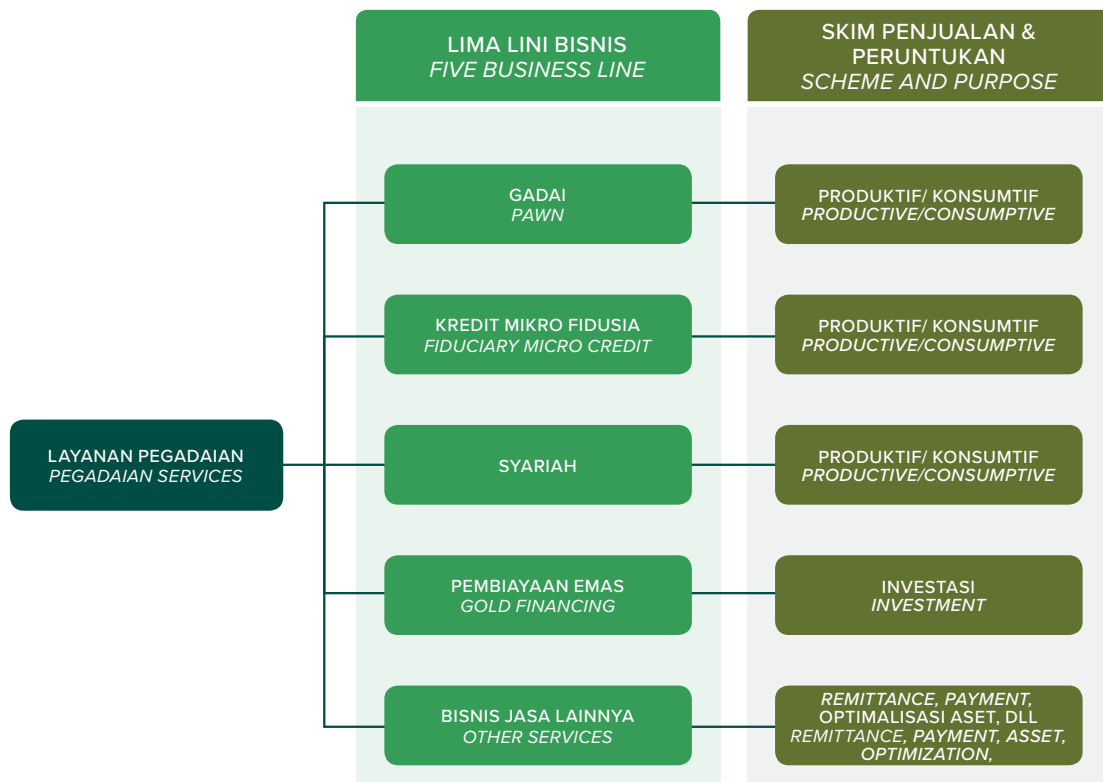 LIMA LINI BISNIS
FIVE BUSINESS LINE
SKIM PENJUALAN &
PERUNTUKAN
SCHEME AND PURPOSE
LAYANAN PEGADAIAN
PEGADAIAN SERVICES
GADAI
PAWN
PRODUKTIF/ KONSUMTIF
PRODUCTIVE/CONSUMPTIVE
KREDIT MIKRO FIDUSIA
FIDUCIARY MICRO CREDIT
PRODUKTIF/ KONSUMTIF
PRODUCTIVE/CONSUMPTIVE
SYARIAH
PRODUKTIF/ KONSUMTIF
PRODUCTIVE/CONSUMPTIVE
PEMBIAYAAN EMAS
GOLD FINANCING
INVESTASI
INVESTMENT
BISNIS JASA LAINNYA
OTHER SERVICES
REMITTANCE, PAYMENT,
OPTIMALISASI ASET, DLL
REMITTANCE, PAYMENT, ASSET,
OPTIMIZATION,